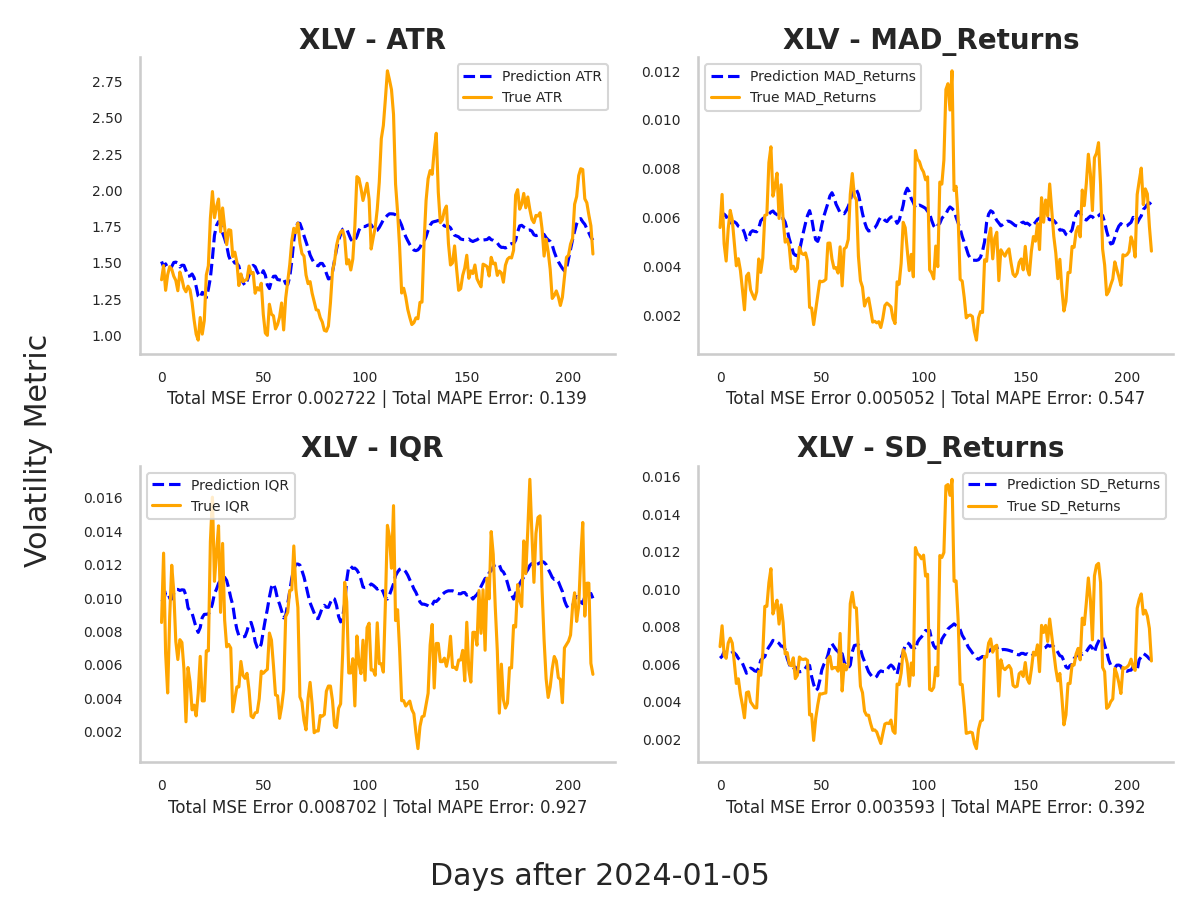 XLV - ATR
Prediction ATR
True ATR
2.75
2.50
2.25
2.00
1.75
1.50
1.25
1.00
0
50
100
150
200
Total MSE Error 0.002722 | Total MAPE Error: 0.139
XLV - MAD_Returns
Prediction MAD_Returns
True MAD_Returns
0.012
0.010
0.008
0.006
0.004
0.002
0
50
100
150
200
Total MSE Error 0.005052 | Total MAPE Error: 0.547
Volatility Metric
XLV - IQR
Prediction IQR
True IQR
0.016
0.014
0.012
0.010
0.008
0.006
0.004
0.002
0
50
100
150
200
Total MSE Error 0.008702 | Total MAPE Error: 0.927
XLV - SD_Returns
Prediction SD_Returns
True SD_Returns
0.016
0.014
0.012
0.010
0.008
0.006
0.004
0.002
0
50
100
150
200
Total MSE Error 0.003593 | Total MAPE Error: 0.392
Days after 2024-01-05